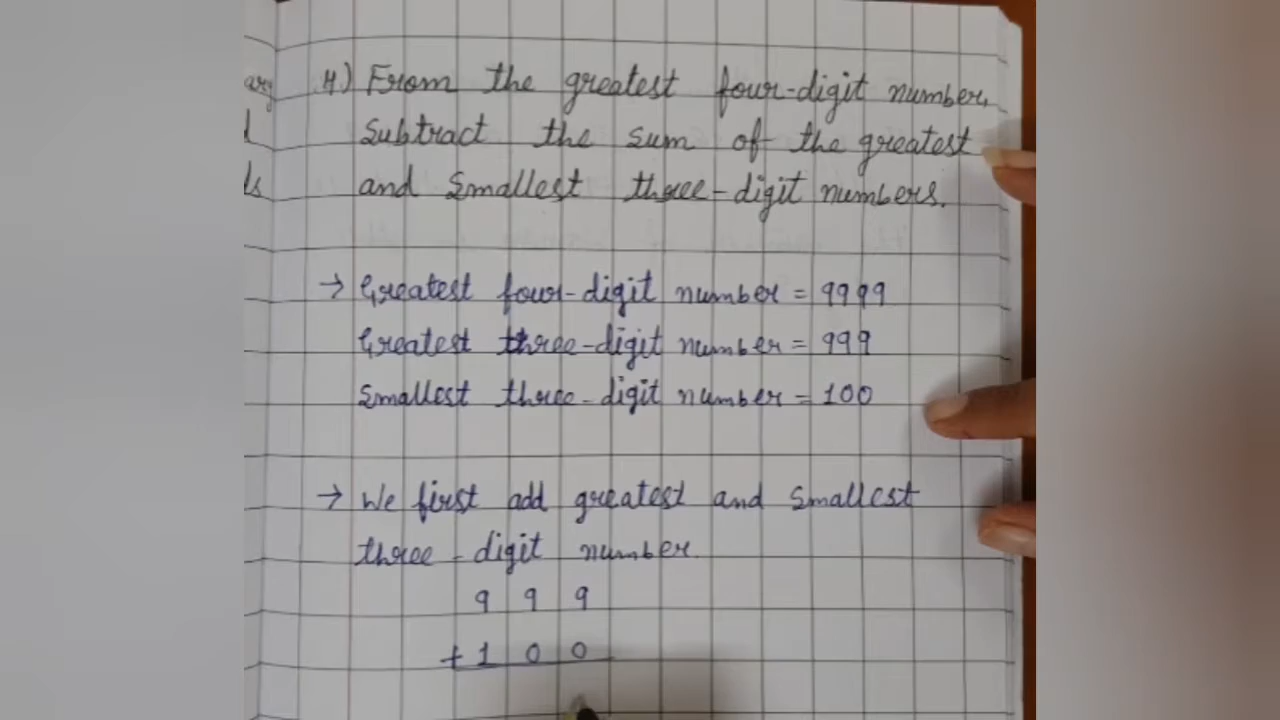 4) From the greatest four-digit number,
Subtract the sum of the greatest
and smallest three-digit numbers.
→ Greatest four-digit number = 9999
Greatest three-digit number = 999
Smallest three-digit number = 100
→ We first add greatest and smallest
three-digit number.
9 9 9
+ 1 0 0